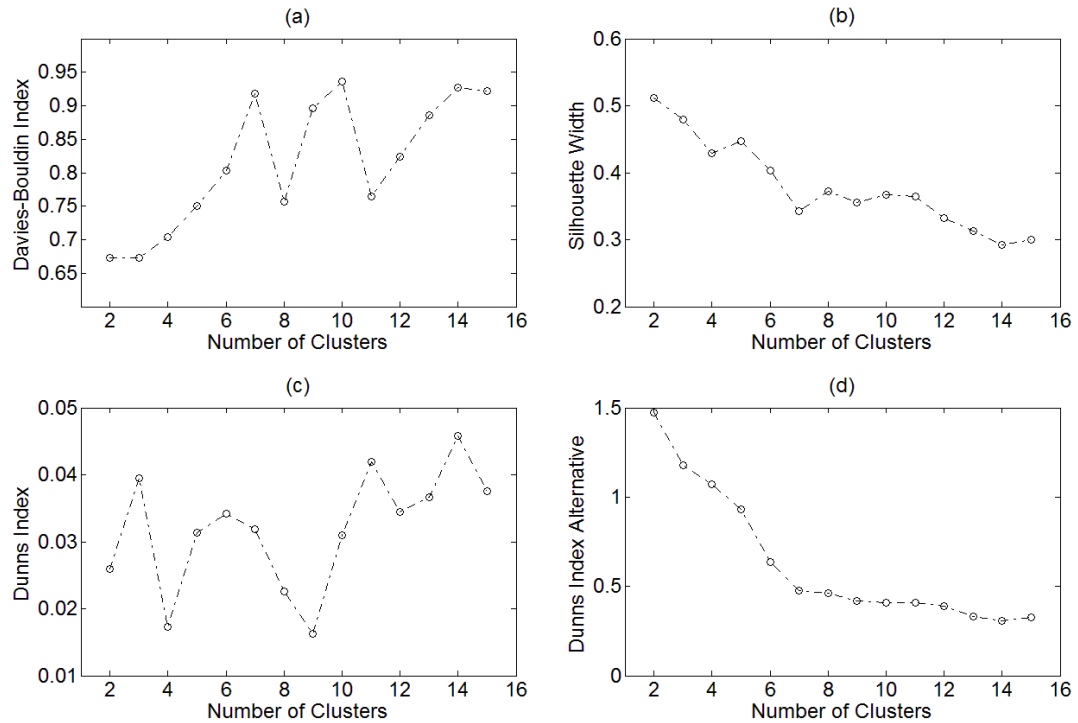 (a)
0.95
0.9
0.85
0.8
0.75
0.7
0.65
Davies-Bouldin Index
2 4 6 8 10 12 14 16
Number of Clusters
(b)
0.6
0.5
0.4
0.3
0.2
Silhouette Width
2 4 6 8 10 12 14 16
Number of Clusters
(c)
0.05
0.04
0.03
0.02
0.01
Dunns Index
2 4 6 8 10 12 14 16
Number of Clusters
(d)
1.5
1
0.5
0
Dunns Index Alternative
2 4 6 8 10 12 14 16
Number of Clusters